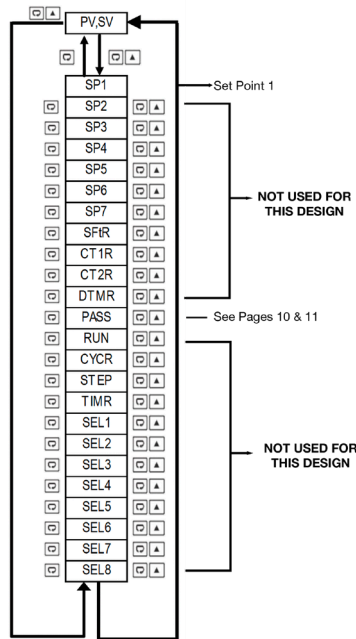 PV,SV
SP1
Set Point 1
SP2
SP3
SP4
SP5
SP6
SP7
NOT USED FOR
THIS DESIGN
SFtR
CT1R
CT2R
DTMR
PASS
See Pages 10 & 11
RUN
CYCR
STEP
TIMR
SEL1
SEL2
SEL3
SEL4
SEL5
SEL6
SEL7
SEL8
NOT USED FOR
THIS DESIGN